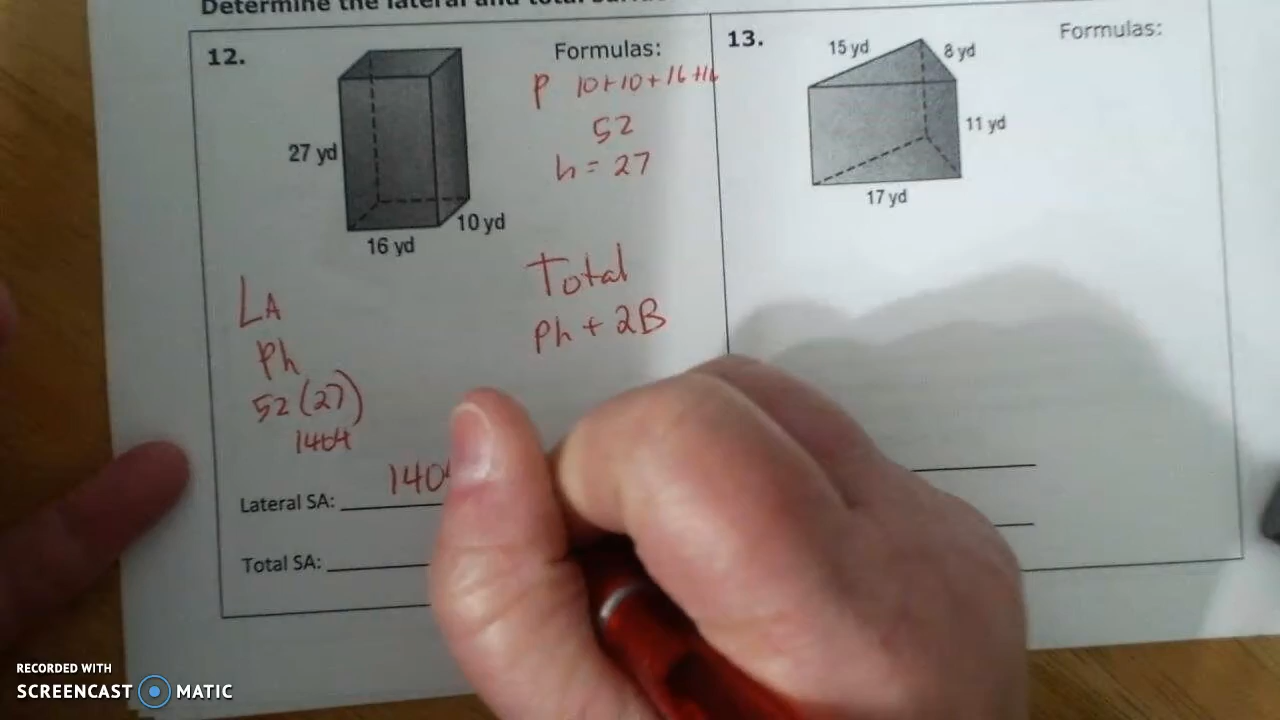 Determine the lateral and total
12.
Formulas:
27 yd
16 yd
10 yd
P 10+10+16+16
52
h = 27
LA
Ph
52(27)
1404
Total
Ph + 2B
Lateral SA:
140
Total SA:
13.
Formulas:
15 yd
8 yd
11 yd
17 yd
RECORDED WITH
SCREENCAST MATIC